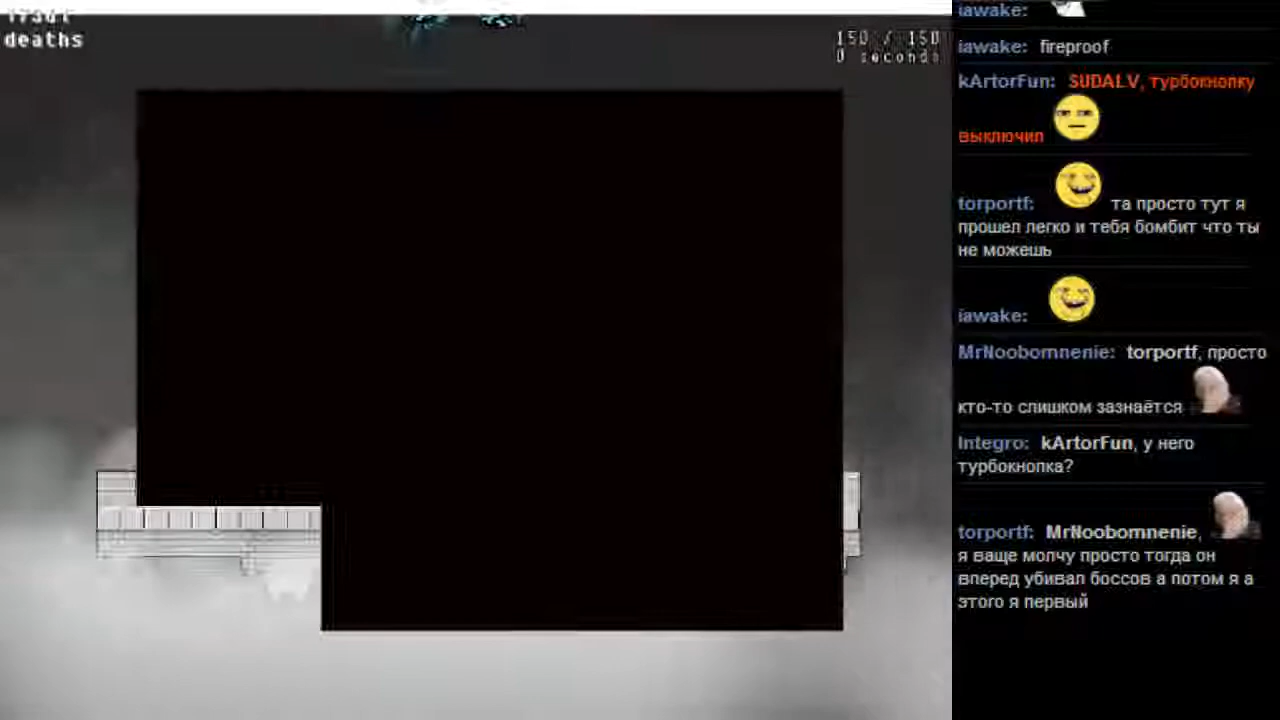 deaths
150 / 150
0 seconds
iawake:
iawake: fireproof
kArtorFun: SUDALV, турбокнопку
выключил
torportf: та просто тут я
прошел легко и тебя бомбит что ты
не можешь
iawake:
MrNoobomnenie: torportf, просто
кто-то слишком зазнаётся
Integro: kArtorFun, у него
турбокнопка?
torportf: MrNoobomnenie,
я ваще молчу просто тогда он
вперед убивал боссов а потом я а
этого я первый